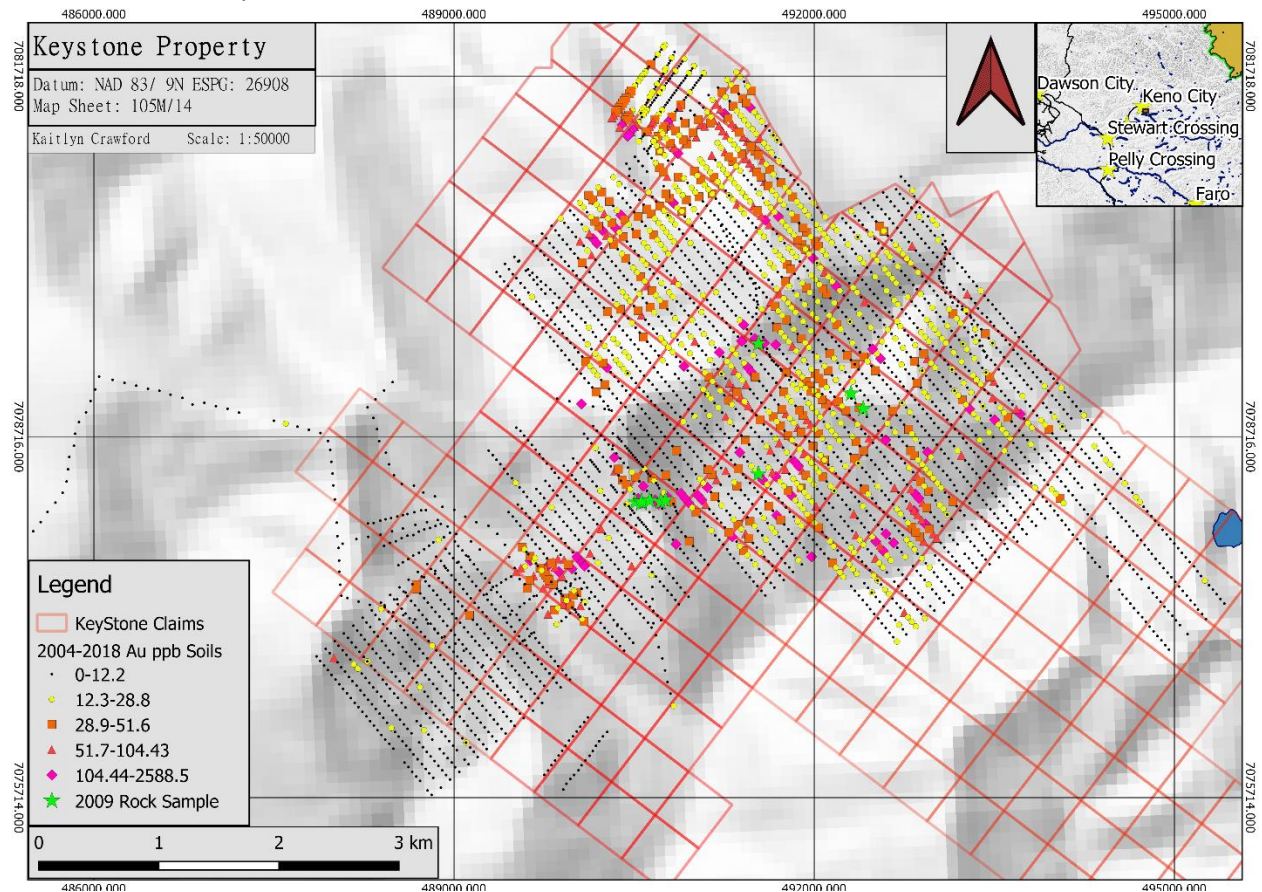 486000.000 489000.000 492000.000 495000.000
Keystone Property
Datum: NAD 83/ 9N ESPG: 26908
Map Sheet: 105M/14
Kaitlyn Crawford Scale: 1:50000
Dawson City
Keno City
Stewart Crossing
Pelly Crossing
Faro
7081718.000 7081718.000
7078716.000 7078716.000
7075714.000 7075714.000
Legend
KeyStone Claims
2004-2018 Au ppb Soils
0-12.2
12.3-28.8
28.9-51.6
51.7-104.43
104.44-2588.5
2009 Rock Sample
0 1 2 3 km
486000.000 489000.000 492000.000 495000.000